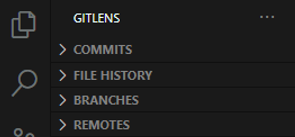 GITLENS
COMMITS
FILE HISTORY
BRANCHES
REMOTES